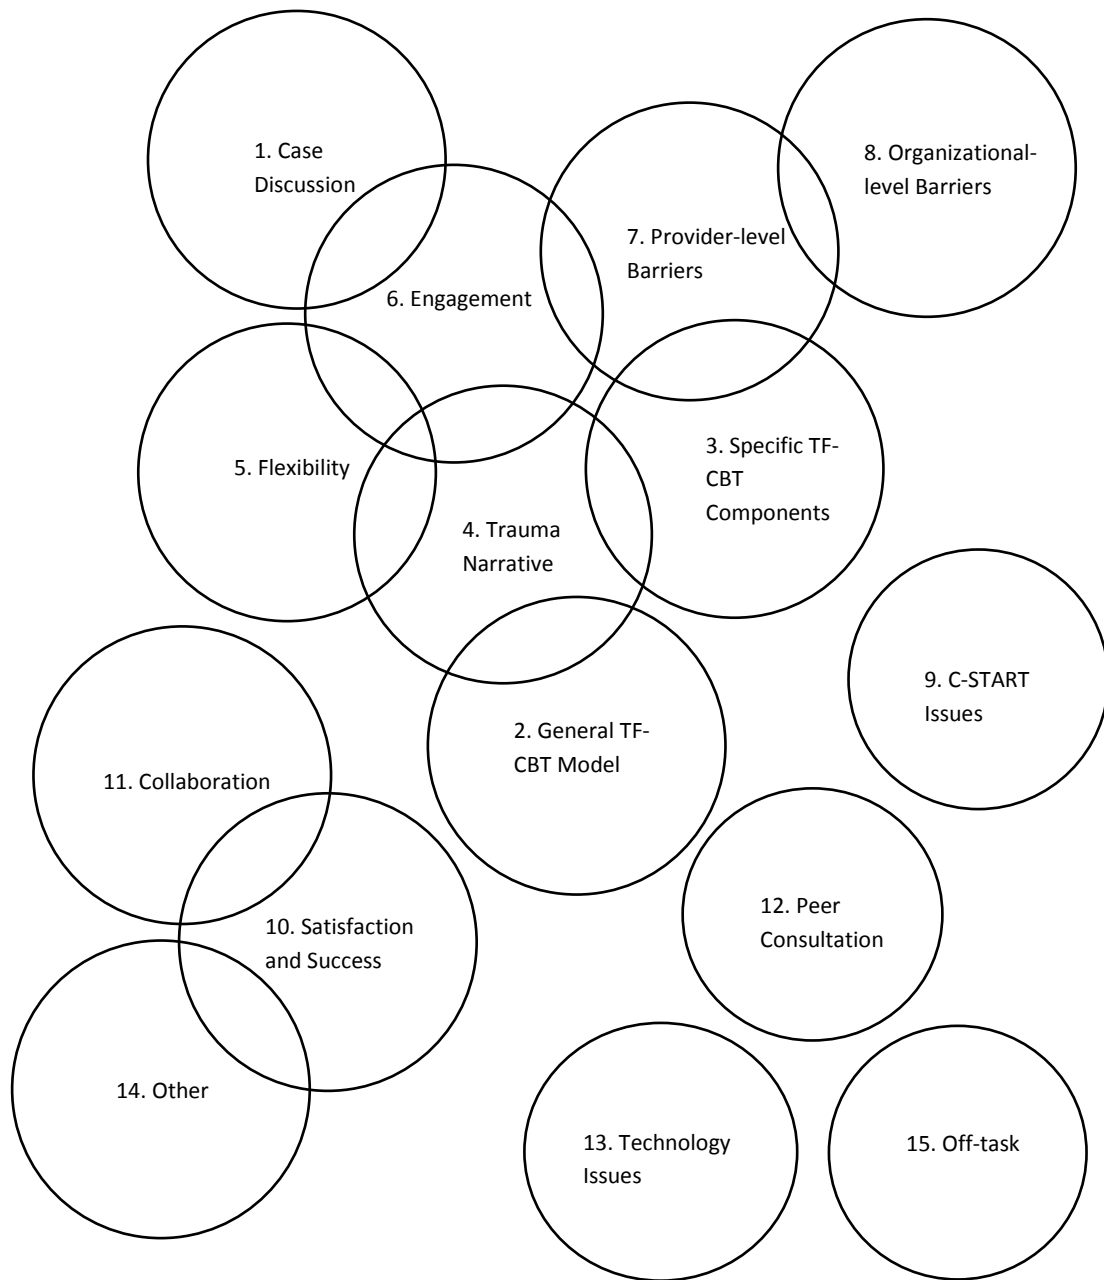 1. Case
Discussion
8. Organizational-
level Barriers
7. Provider-level
Barriers
6. Engagement
3. Specific TF-
CBT
Components
5. Flexibility
4. Trauma
Narrative
9. C-START
Issues
2. General TF-
CBT Model
11. Collaboration
12. Peer
Consultation
10. Satisfaction
and Success
14. Other
13. Technology
Issues
15. Off-task